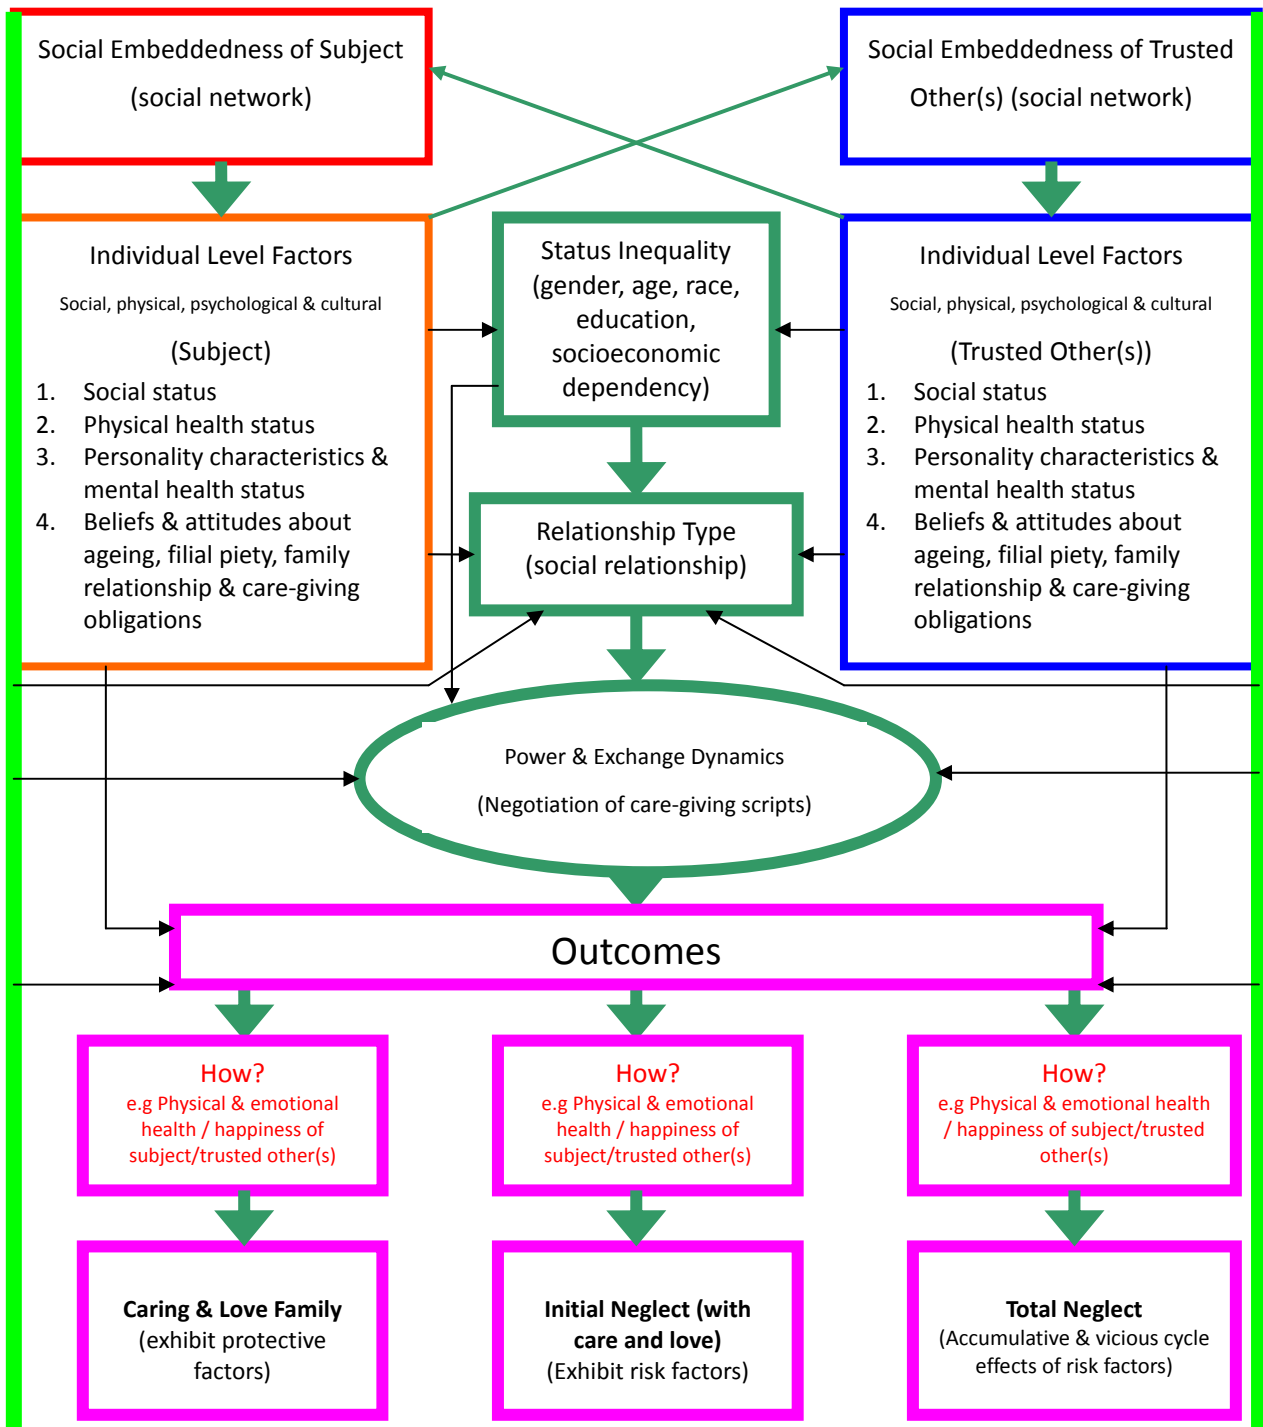 Social Embeddedness of Subject
(social network)
Social Embeddedness of Trusted
Other(s) (social network)
Individual Level Factors
Social, physical, psychological & cultural
(Subject)
1. Social status
2. Physical health status
3. Personality characteristics &
mental health status
4. Beliefs & attitudes about
ageing, filial piety, family
relationship & care-giving
obligations
Status Inequality
(gender, age, race,
education,
socioeconomic
dependency)
Individual Level Factors
Social, physical, psychological & cultural
(Trusted Other(s))
1. Social status
2. Physical health status
3. Personality characteristics &
mental health status
4. Beliefs & attitudes about
ageing, filial piety, family
relationship & care-giving
obligations
Relationship Type
(social relationship)
Power & Exchange Dynamics
(Negotiation of care-giving scripts)
Outcomes
How?
e.g Physical & emotional
health / happiness of
subject/trusted other(s)
How?
e.g Physical & emotional
health / happiness of
subject/trusted other(s)
How?
e.g Physical & emotional health
/ happiness of subject/trusted
other(s)
Caring & Love Family
(exhibit protective
factors)
Initial Neglect (with
care and love)
(Exhibit risk factors)
Total Neglect
(Accumulative & vicious cycle
effects of risk factors)